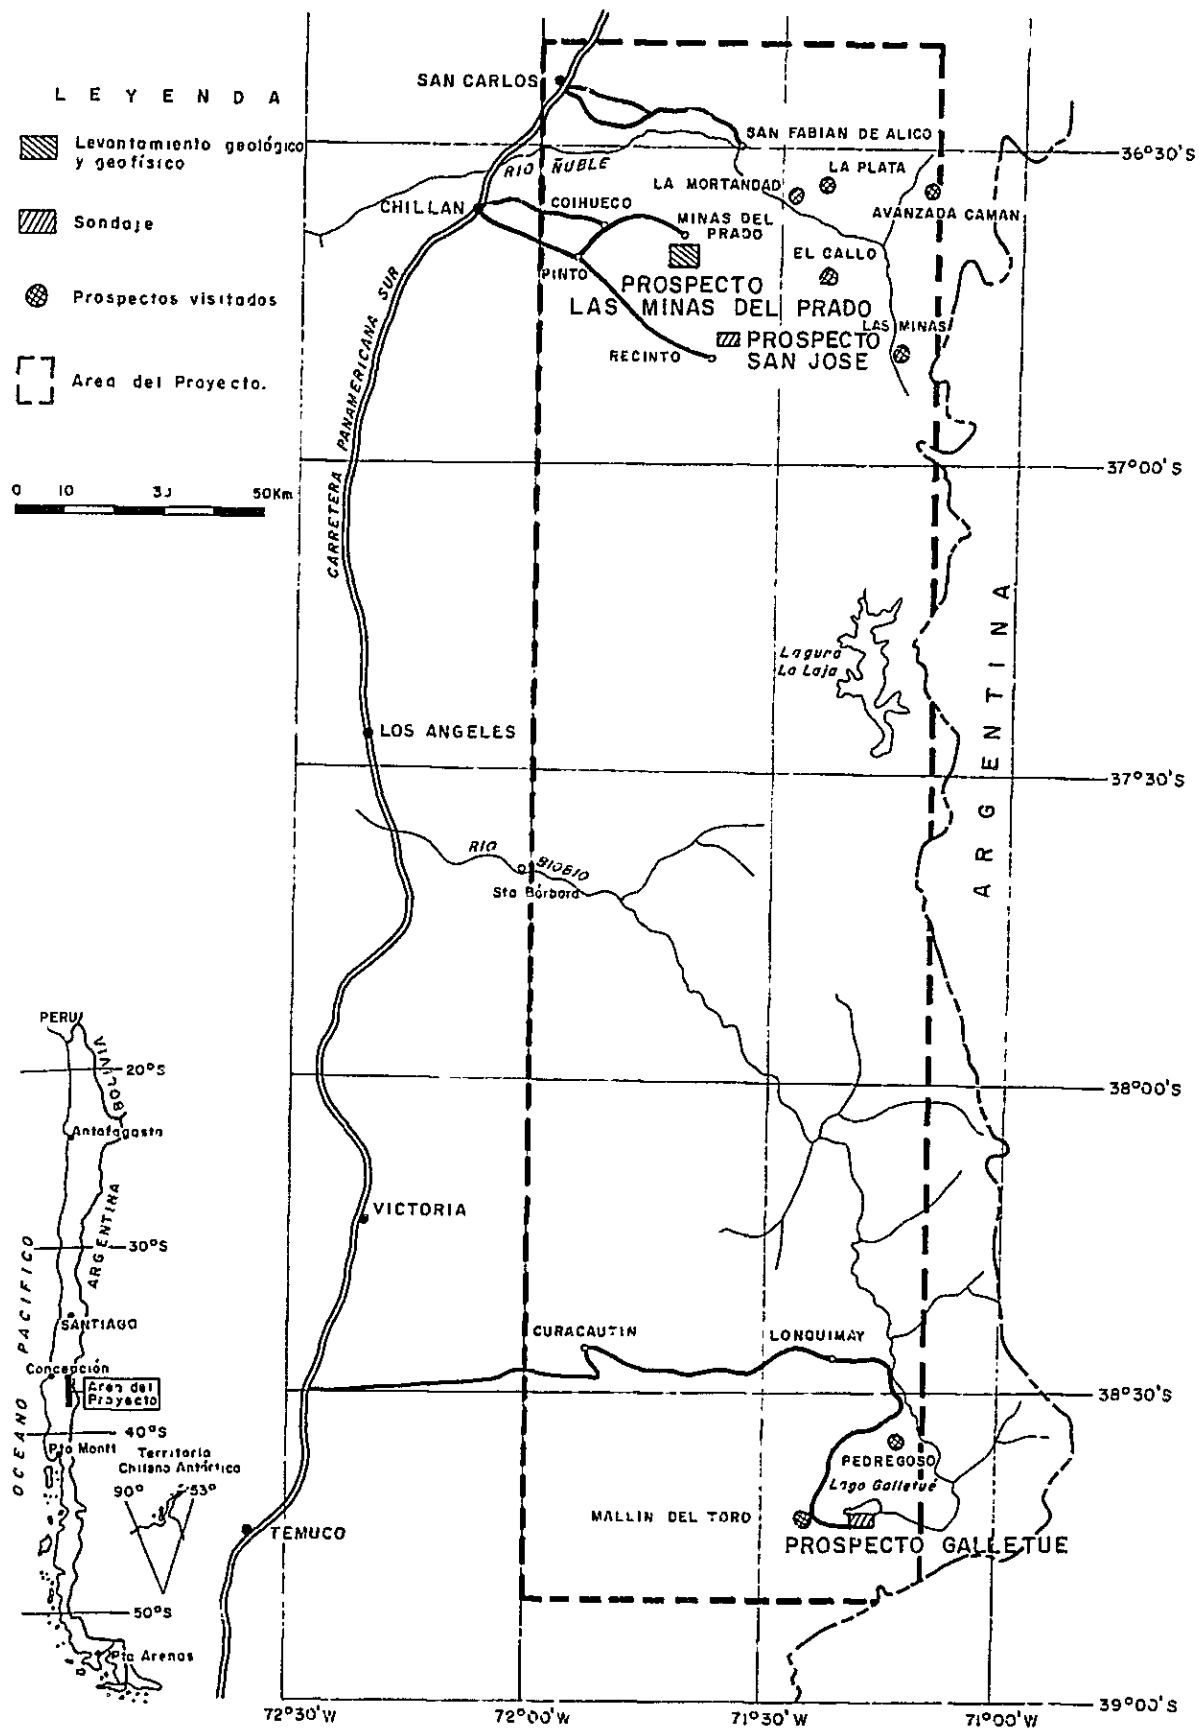 LEYENDA
Levantamiento geológico
y geofísico
Sondaje
Prospectos visitados
Area del Proyecto.
0 10 30 50Km
SAN CARLOS
SAN FABIAN DE ALICO
36°30'S
RIO ÑUBLE
LA PLATA
LA MORTANDAD
CHILLAN
COIHUECO
MINAS DEL
PRADO
AVANZADA CAMAN
EL CALLO
PINTO
PROSPECTO
LAS MINAS DEL PRADO
LAS MINAS
PROSPECTO
SAN JOSE
RECINTO
CARRETERA PANAMERICANA SUR
37°00'S
ARGENTINA
Laguna
La Laja
LOS ANGELES
37°30'S
RIO BIOBIO
Sta Bárbara
38°00'S
VICTORIA
CURACAUTIN
LONQUIMAY
38°30'S
PEDREGOSO
Lago Galletué
MALLIN DEL TORO
PROSPECTO GALLETUE
TEMUCO
39°00'S
72°30'W
72°00'W
71°30'W
71°00'W
PERU
BOLIVIA
20°S
Antofagasta
ARGENTINA
30°S
OCEANO PACIFICO
SANTIAGO
Concepción
Area del
Proyecto
40°S
Pto Montt
Territorio
Chileno Antártico
90° 53°
50°S
Pta Arenas